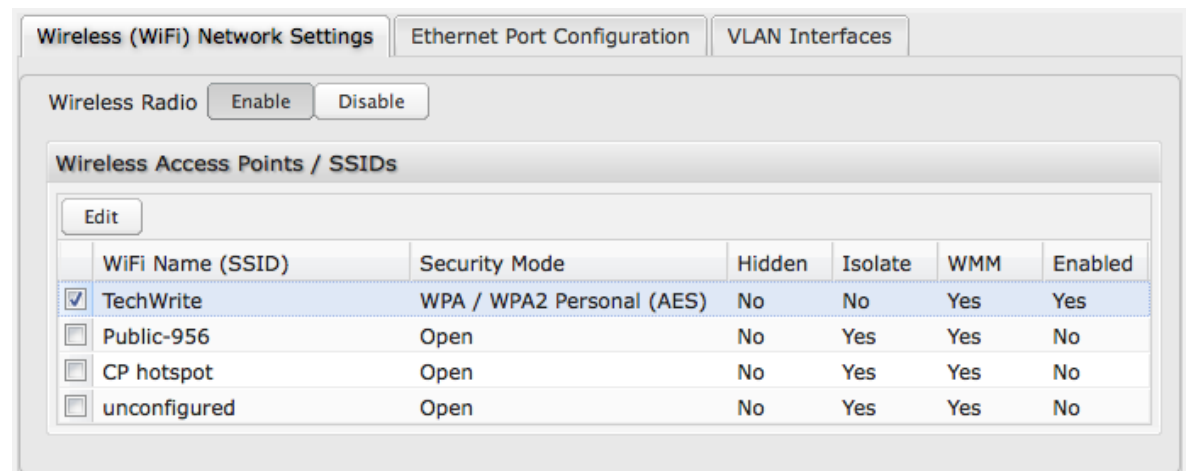 Wireless (WiFi) Network Settings Ethernet Port Configuration VLAN Interfaces
Wireless Radio Enable Disable
Wireless Access Points / SSIDs
Edit
WiFi Name (SSID) Security Mode Hidden Isolate WMM Enabled
TechWrite WPA / WPA2 Personal (AES) No No Yes Yes
Public-956 Open No Yes Yes No
CP hotspot Open No Yes Yes No
unconfigured Open No Yes Yes No